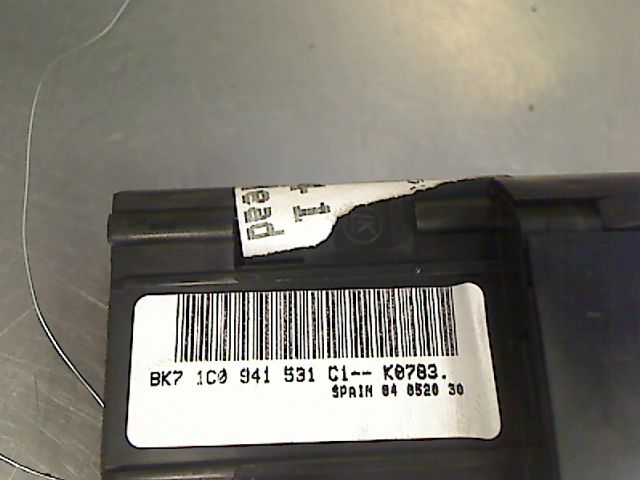 BK7 1C0 941 531 C1-- K0783.
SPAIN 04 0520 30